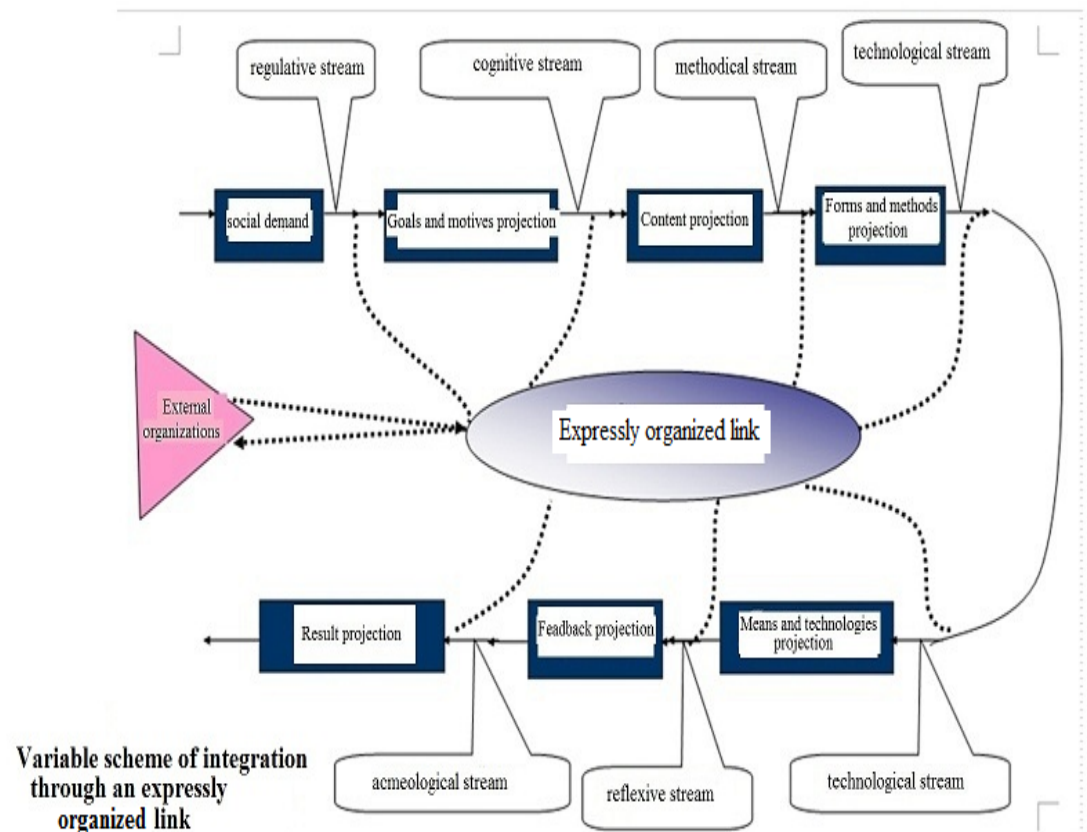 regulative stream
cognitive stream
methodical stream
technological stream
social demand
Goals and motives projection
Content projection
Forms and methods
projection
External
organizations
Expressly organized link
Result projection
Feadback projection
Means and technologies
projection
acmeological stream
reflexive stream
technological stream
Variable scheme of integration
through an expressly
organized link